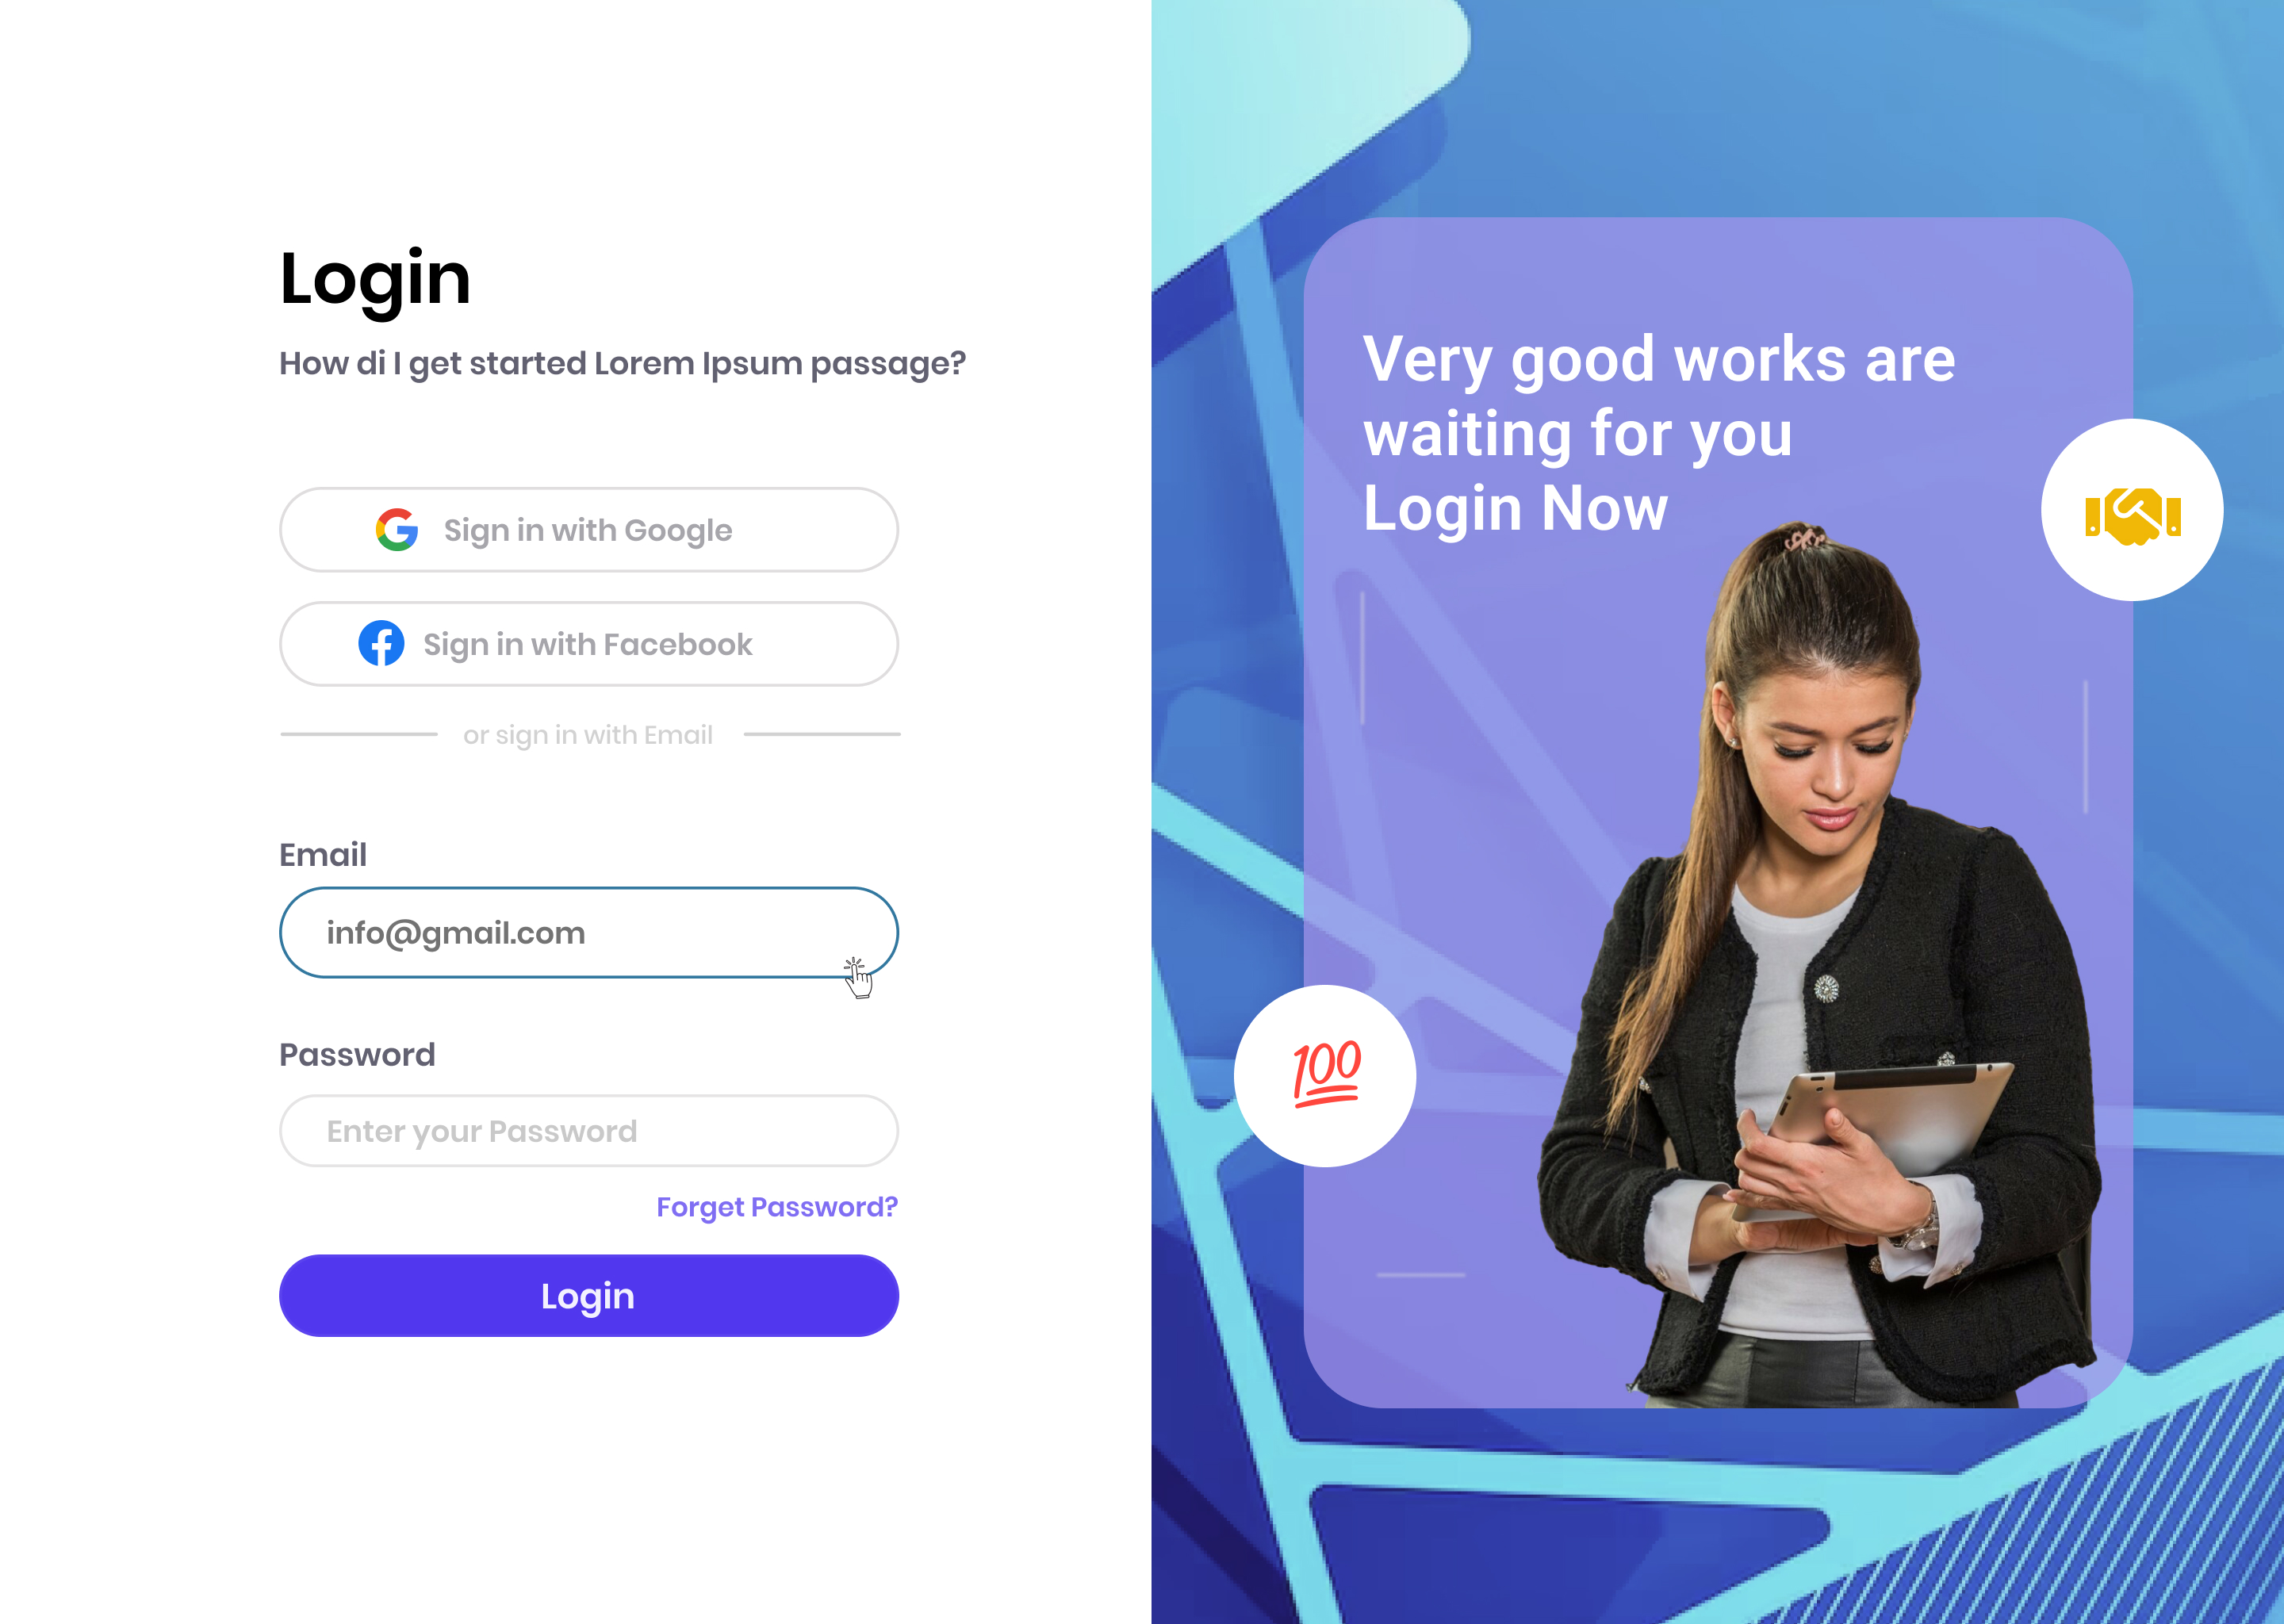 Login
How di I get started Lorem Ipsum passage?
Sign in with Google
Sign in with Facebook
or sign in with Email
Email
info@gmail.com
Password
Enter your Password
Forget Password?
Login
Very good works are
waiting for you
Login Now
100